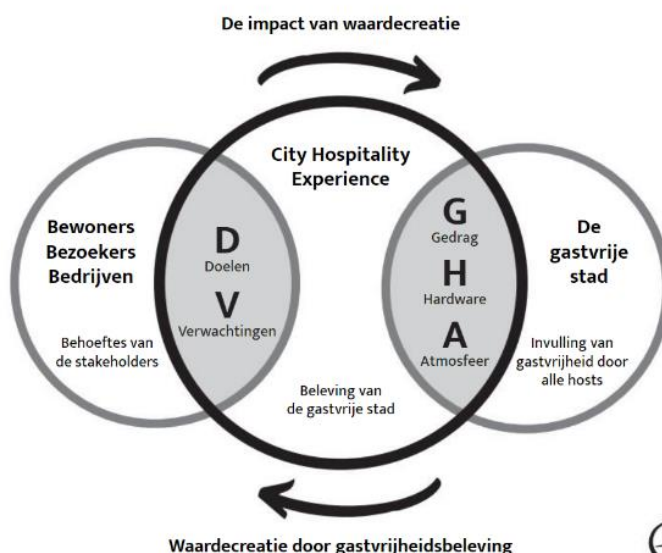 De impact van waardecreatie
City Hospitality
Experience
Bewoners
Bezoekers
Bedrijven
Behoeftes van
de stakeholders
D
Doelen
V
Verwachtingen
Beleving van
de gastvrije stad
G
Gedrag
H
Hardware
A
Atmosfeer
De
gastvrije
stad
Invulling van
gastvrijheid door
alle hosts
Waardecreatie door gastvrijheidsbeleving